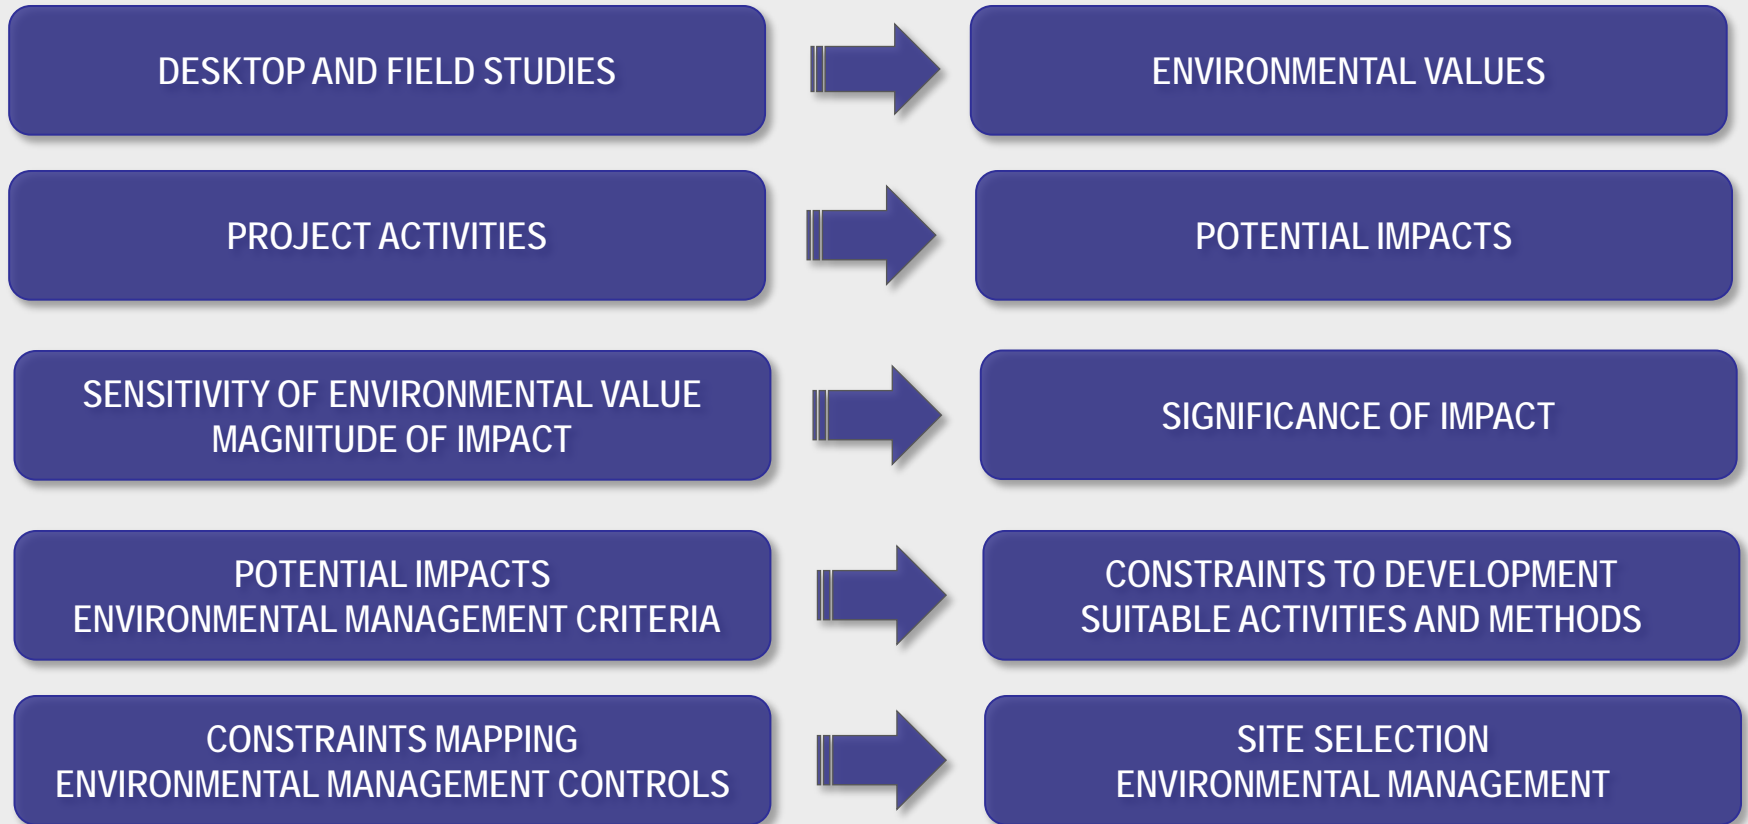 DESKTOP AND FIELD STUDIES
ENVIRONMENTAL VALUES
PROJECT ACTIVITIES
POTENTIAL IMPACTS
SENSITIVITY OF ENVIRONMENTAL VALUE
MAGNITUDE OF IMPACT
SIGNIFICANCE OF IMPACT
POTENTIAL IMPACTS
ENVIRONMENTAL MANAGEMENT CRITERIA
CONSTRAINTS TO DEVELOPMENT
SUITABLE ACTIVITIES AND METHODS
CONSTRAINTS MAPPING
ENVIRONMENTAL MANAGEMENT CONTROLS
SITE SELECTION
ENVIRONMENTAL MANAGEMENT